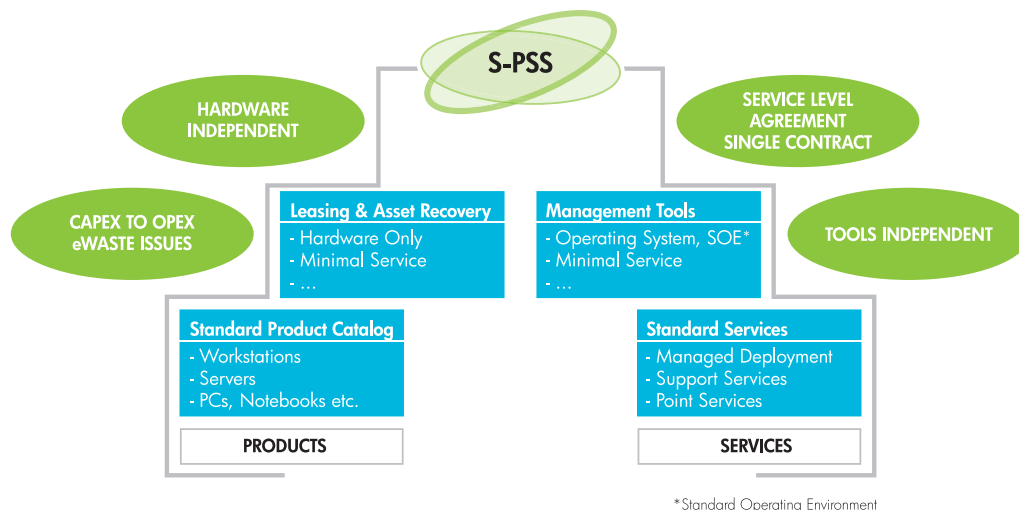 S-PSS
HARDWARE
INDEPENDENT
SERVICE LEVEL
AGREEMENT
SINGLE CONTRACT
CAPEX TO OPEX
eWASTE ISSUES
TOOLS INDEPENDENT
Leasing & Asset Recovery
- Hardware Only
- Minimal Service
- ...
Management Tools
- Operating System, SOE*
- Minimal Service
- ...
Standard Product Catalog
- Workstations
- Servers
- PCs, Notebooks etc.
Standard Services
- Managed Deployment
- Support Services
- Point Services
PRODUCTS
SERVICES
*Standard Operating Environment